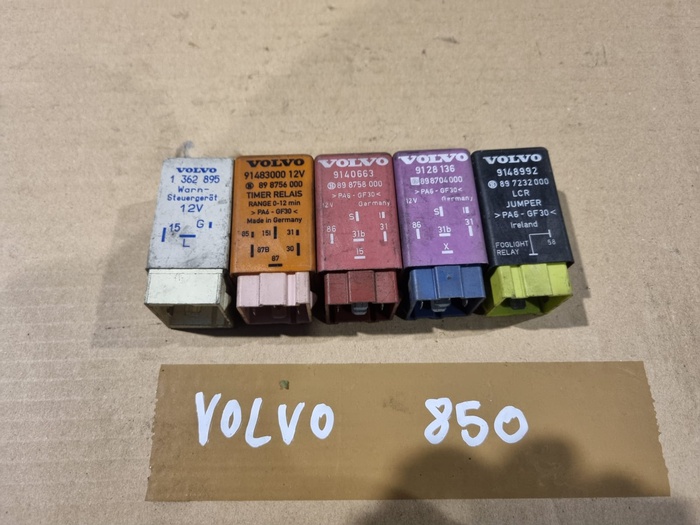 VOLVO
1 362 895
Warn-
Steuergerät
12V
15 G
L
VOLVO
91483000 12V
89 8756 000
TIMER RELAIS
RANGE 0-12 min
> PA6 - GF30 <
Made in Germany
85 15I 31
87B 30
87
VOLVO
9140663
89 8758 000
>PA6 - GF30<
12V Germany
S
86 31b 31
15
VOLVO
9128 136
89 8704 000
>PA6 - GF30<
12V Germany
S
86 31b 31
X
VOLVO
9148992
89 7232 000
LCR
JUMPER
>PA6 - GF30<
Ireland
FOGLIGHT
RELAY
VOLVO 850